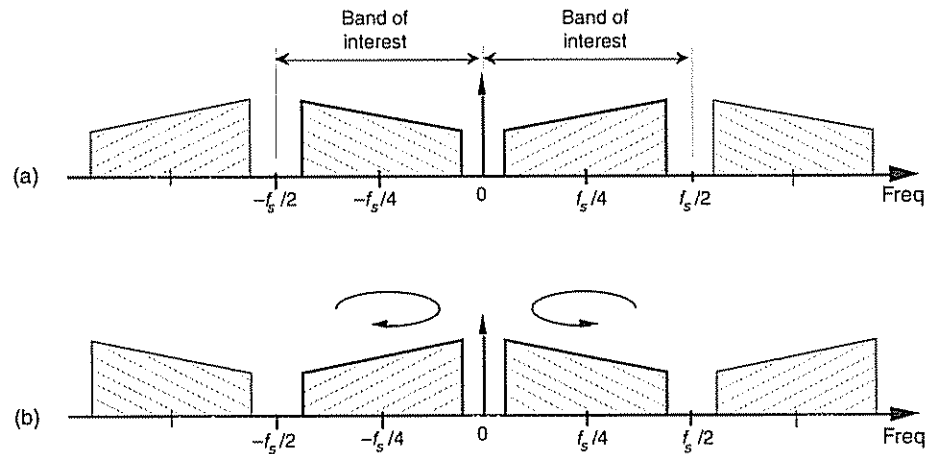 Band of
interest
Band of
interest
(a)
−fs/2
−fs/4
0
fs/4
fs/2
Freq
(b)
−fs/2
−fs/4
0
fs/4
fs/2
Freq